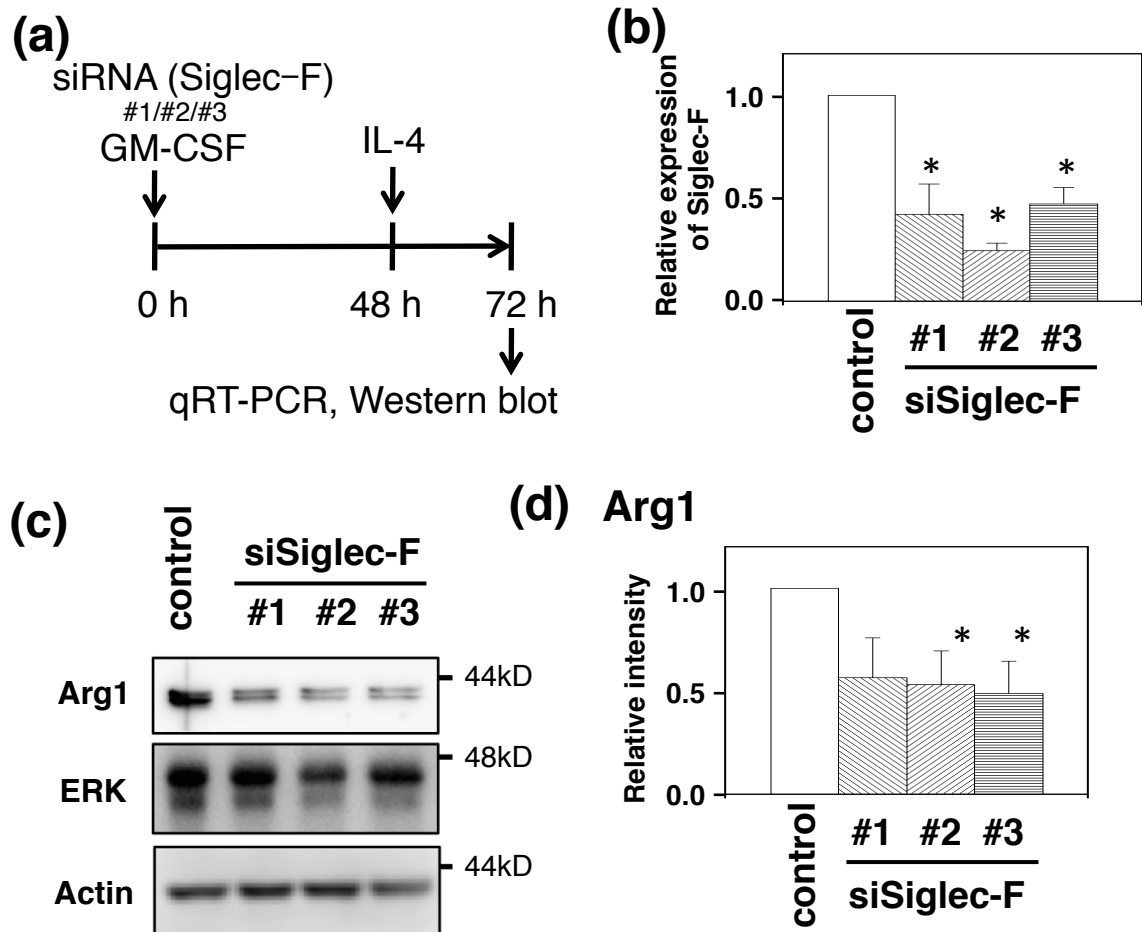 (a)
siRNA (Siglec–F)
#1/#2/#3
GM-CSF
IL-4
0 h
48 h
72 h
qRT-PCR, Western blot
(b)
Relative expression
of Siglec-F
1.0
0.5
0.0
*
*
*
control
#1 #2 #3
siSiglec-F
(c)
control
siSiglec-F
#1 #2 #3
Arg1
44kD
ERK
48kD
Actin
44kD
(d) Arg1
Relative intensity
1.0
0.5
0.0
*
*
control
#1 #2 #3
siSiglec-F